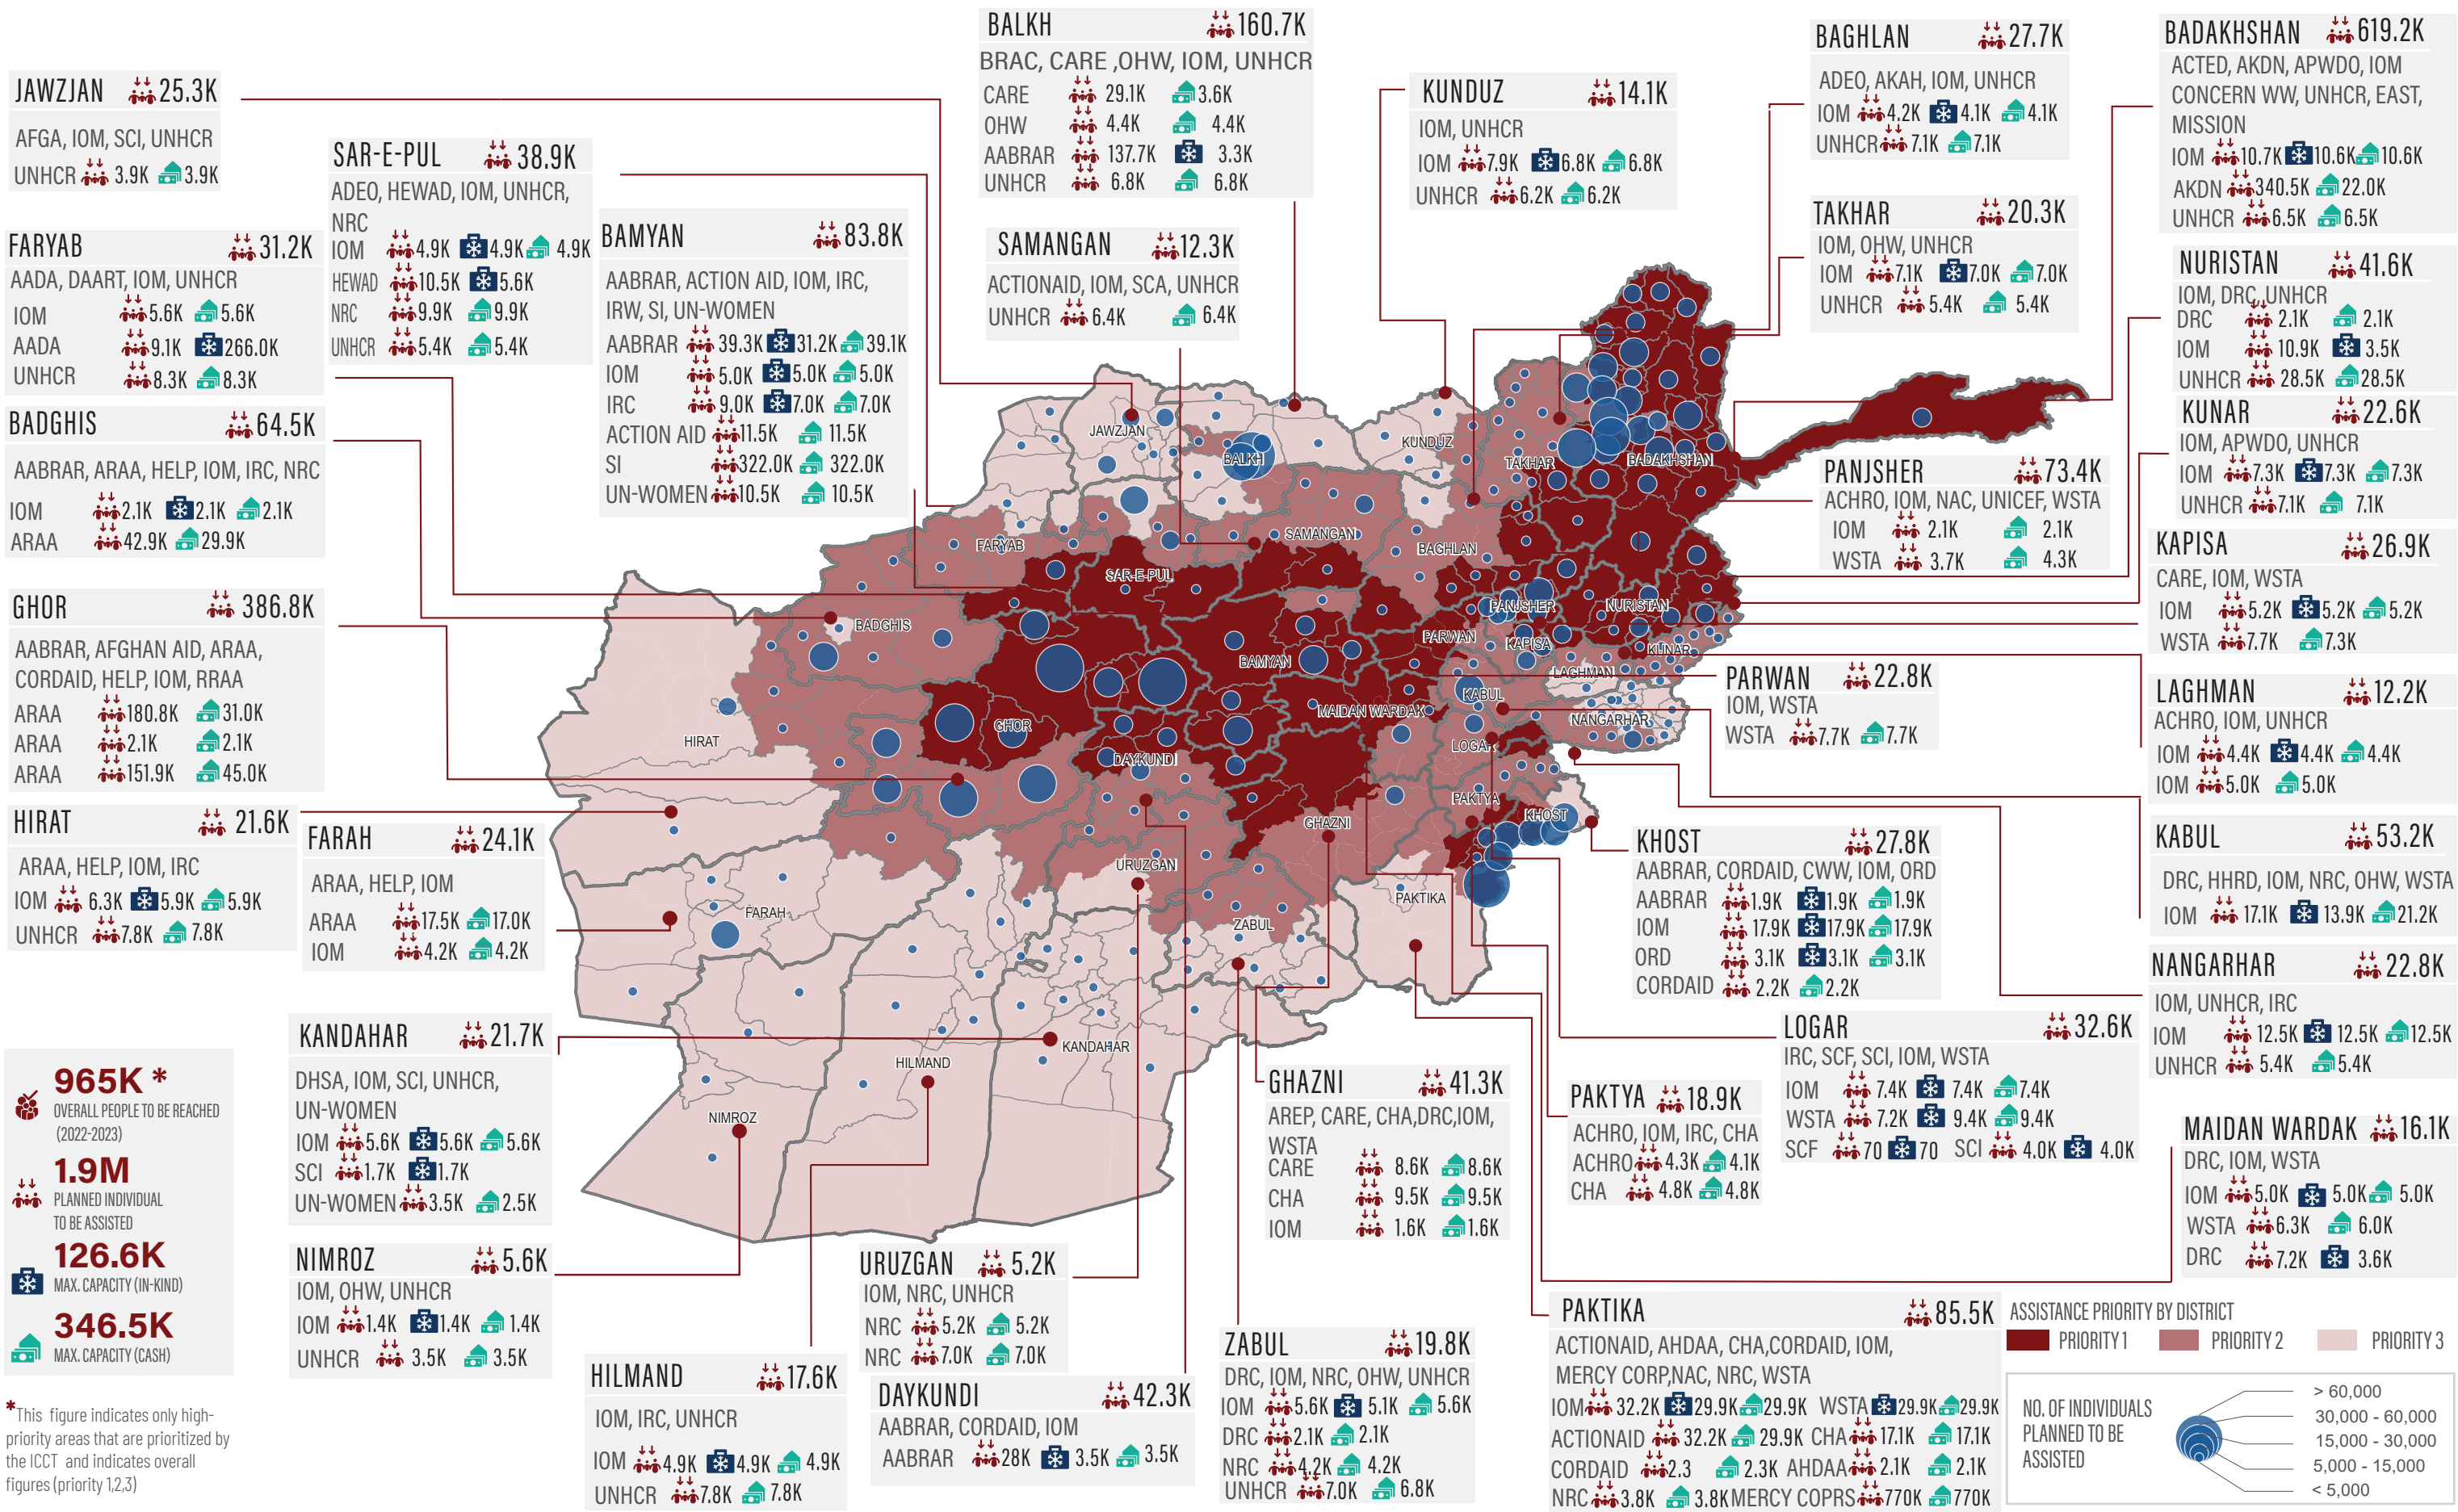 JAWZJAN 25.3K
AFGA, IOM, SCI, UNHCR
UNHCR 3.9K 3.9K
SAR-E-PUL 38.9K
ADEO, HEWAD, IOM, UNHCR,
NRC
IOM 4.9K 4.9K 4.9K
HEWAD 10.5K 5.6K
NRC 9.9K 9.9K
UNHCR 5.4K 5.4K
FARYAB 31.2K
AADA, DAART, IOM, UNHCR
IOM 5.6K 5.6K
AADA 9.1K 266.0K
UNHCR 8.3K 8.3K
BAMYAN 83.8K
AABRAR, ACTION AID, IOM, IRC,
IRW, SI, UN-WOMEN
AABRAR 39.3K 31.2K 39.1K
IOM 5.0K 5.0K 5.0K
IRC 9.0K 7.0K 7.0K
ACTION AID 11.5K 11.5K
SI 322.0K 322.0K
UN-WOMEN 10.5K 10.5K
BALKH 160.7K
BRAC, CARE ,OHW, IOM, UNHCR
CARE 29.1K 3.6K
OHW 4.4K 4.4K
AABRAR 137.7K 3.3K
UNHCR 6.8K 6.8K
SAMANGAN 12.3K
ACTIONAID, IOM, SCA, UNHCR
UNHCR 6.4K 6.4K
KUNDUZ 14.1K
IOM, UNHCR
IOM 7.9K 6.8K 6.8K
UNHCR 6.2K 6.2K
BAGHLAN 27.7K
ADEO, AKAH, IOM, UNHCR
IOM 4.2K 4.1K 4.1K
UNHCR 7.1K 7.1K
TAKHAR 20.3K
IOM, OHW, UNHCR
IOM 7.1K 7.0K 7.0K
UNHCR 5.4K 5.4K
BADAKHSHAN 619.2K
ACTED, AKDN, APWDO, IOM
CONCERN WW, UNHCR, EAST,
MISSION
IOM 10.7K 10.6K 10.6K
AKDN 340.5K 22.0K
UNHCR 6.5K 6.5K
NURISTAN 41.6K
IOM, DRC, UNHCR
DRC 2.1K 2.1K
IOM 10.9K 3.5K
UNHCR 28.5K 28.5K
KUNAR 22.6K
IOM, APWDO, UNHCR
IOM 7.3K 7.3K 7.3K
UNHCR 7.1K 7.1K
PANJSHER 73.4K
ACHRO, IOM, NAC, UNICEF, WSTA
IOM 2.1K 2.1K
WSTA 3.7K 4.3K
KAPISA 26.9K
CARE, IOM, WSTA
IOM 5.2K 5.2K 5.2K
WSTA 7.7K 7.3K
PARWAN 22.8K
IOM, WSTA
WSTA 7.7K 7.7K
LAGHMAN 12.2K
ACHRO, IOM, UNHCR
IOM 4.4K 4.4K 4.4K
IOM 5.0K 5.0K
KABUL 53.2K
DRC, HHRD, IOM, NRC, OHW, WSTA
IOM 17.1K 13.9K 21.2K
NANGARHAR 22.8K
IOM, UNHCR, IRC
IOM 12.5K 12.5K 12.5K
UNHCR 5.4K 5.4K
BADGHIS 64.5K
AABRAR, ARAA, HELP, IOM, IRC, NRC
IOM 2.1K 2.1K 2.1K
ARAA 42.9K 29.9K
GHOR 386.8K
AABRAR, AFGHAN AID, ARAA,
CORDAID, HELP, IOM, RRAA
ARAA 180.8K 31.0K
ARAA 2.1K 2.1K
ARAA 151.9K 45.0K
HIRAT 21.6K
ARAA, HELP, IOM, IRC
IOM 6.3K 5.9K 5.9K
UNHCR 7.8K 7.8K
FARAH 24.1K
ARAA, HELP, IOM
ARAA 17.5K 17.0K
IOM 4.2K 4.2K
KHOST 27.8K
AABRAR, CORDAID, CWW, IOM, ORD
AABRAR 1.9K 1.9K 1.9K
IOM 17.9K 17.9K 17.9K
ORD 3.1K 3.1K 3.1K
CORDAID 2.2K 2.2K
LOGAR 32.6K
IRC, SCF, SCI, IOM, WSTA
IOM 7.4K 7.4K 7.4K
WSTA 7.2K 9.4K 9.4K
SCF 70 70 SCI 4.0K 4.0K
KANDAHAR 21.7K
DHSA, IOM, SCI, UNHCR,
UN-WOMEN
IOM 5.6K 5.6K 5.6K
SCI 1.7K 1.7K
UN-WOMEN 3.5K 2.5K
NIMROZ 5.6K
IOM, OHW, UNHCR
IOM 1.4K 1.4K 1.4K
UNHCR 3.5K 3.5K
HILMAND 17.6K
IOM, IRC, UNHCR
IOM 4.9K 4.9K 4.9K
UNHCR 7.8K 7.8K
URUZGAN 5.2K
IOM, NRC, UNHCR
NRC 5.2K 5.2K
NRC 7.0K 7.0K
DAYKUNDI 42.3K
AABRAR, CORDAID, IOM
AABRAR 28K 3.5K 3.5K
GHAZNI 41.3K
AREP, CARE, CHA,DRC,IOM,
WSTA
CARE 8.6K 8.6K
CHA 9.5K 9.5K
IOM 1.6K 1.6K
ZABUL 19.8K
DRC, IOM, NRC, OHW, UNHCR
IOM 5.6K 5.1K 5.6K
DRC 2.1K 2.1K
NRC 4.2K 4.2K
UNHCR 7.0K 6.8K
PAKTYA 18.9K
ACHRO, IOM, IRC, CHA
ACHRO 4.3K 4.1K
CHA 4.8K 4.8K
MAIDAN WARDAK 16.1K
DRC, IOM, WSTA
IOM 5.0K 5.0K 5.0K
WSTA 6.3K 6.0K
DRC 7.2K 3.6K
PAKTIKA 85.5K
ACTIONAID, AHDAA, CHA,CORDAID, IOM,
MERCY CORP,NAC, NRC, WSTA
IOM 32.2K 29.9K 29.9K WSTA 29.9K 29.9K
ACTIONAID 32.2K 29.9K CHA 17.1K 17.1K
CORDAID 2.3 2.3K AHDAA 2.1K 2.1K
NRC 3.8K 3.8K MERCY COPRS 770K 770K
JAWZJAN
BALKH
KUNDUZ
TAKHAR
BADAKHSHAN
FARYAB
SAMANGAN
BAGHLAN
SAR-E-PUL
BADGHIS
PANJSHER
NURISTAN
PARWAN
KAPISA
KUNAR
BAMYAN
LAGHMAN
KABUL
MAIDAN WARDAK
NANGARHAR
HIRAT
GHOR
LOGAR
DAYKUNDI
PAKTYA
KHOST
GHAZNI
URUZGAN
PAKTIKA
FARAH
ZABUL
KANDAHAR
HILMAND
NIMROZ
965K *
OVERALL PEOPLE TO BE REACHED
(2022-2023)
1.9M
PLANNED INDIVIDUAL
TO BE ASSISTED
126.6K
MAX. CAPACITY (IN-KIND)
346.5K
MAX. CAPACITY (CASH)
*This figure indicates only high-
priority areas that are prioritized by
the ICCT and indicates overall
figures (priority 1,2,3)
ASSISTANCE PRIORITY BY DISTRICT
PRIORITY 1 PRIORITY 2 PRIORITY 3
NO. OF INDIVIDUALS
PLANNED TO BE
ASSISTED
> 60,000
30,000 - 60,000
15,000 - 30,000
5,000 - 15,000
< 5,000